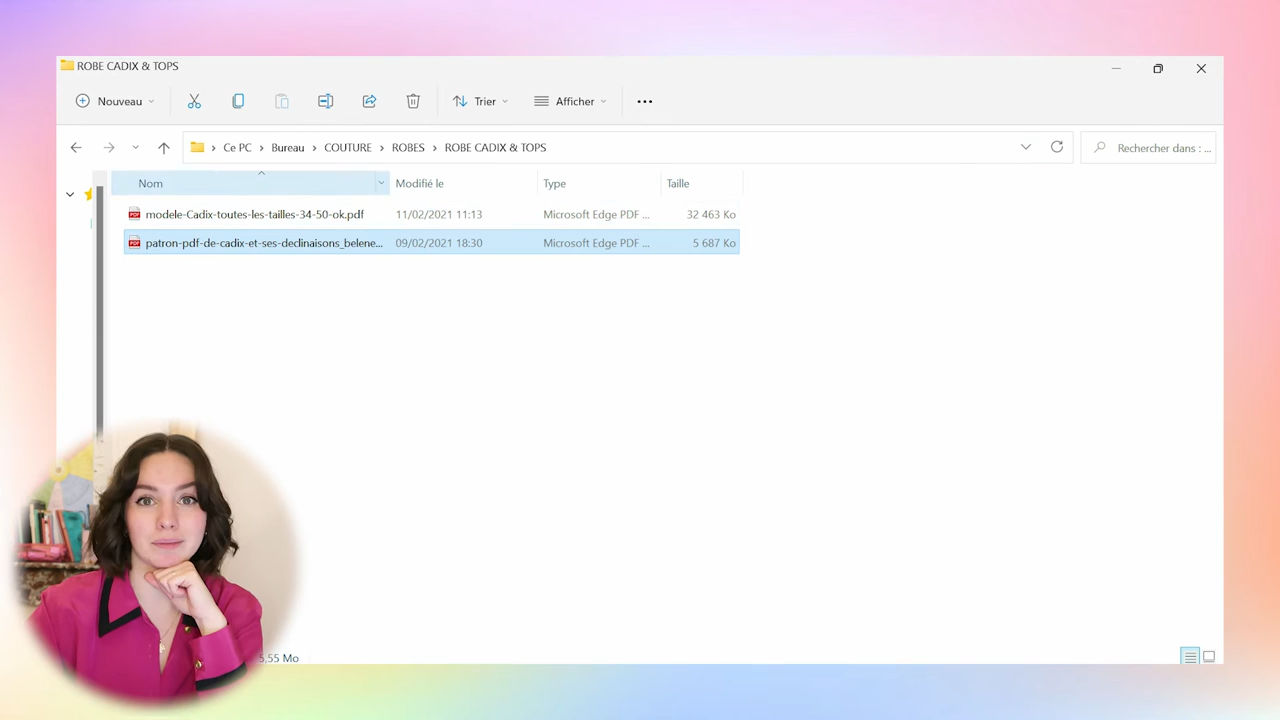 ROBE CADIX & TOPS
Nouveau
Trier
Afficher
Ce PC > Bureau > COUTURE > ROBES > ROBE CADIX & TOPS
Rechercher dans : ...
Nom Modifié le Type Taille
modele-Cadix-toutes-les-tailles-34-50-ok.pdf 11/02/2021 11:13 Microsoft Edge PDF ... 32 463 Ko
patron-pdf-de-cadix-et-ses-declinaisons_belene... 09/02/2021 18:30 Microsoft Edge PDF ... 5 687 Ko
5,55 Mo